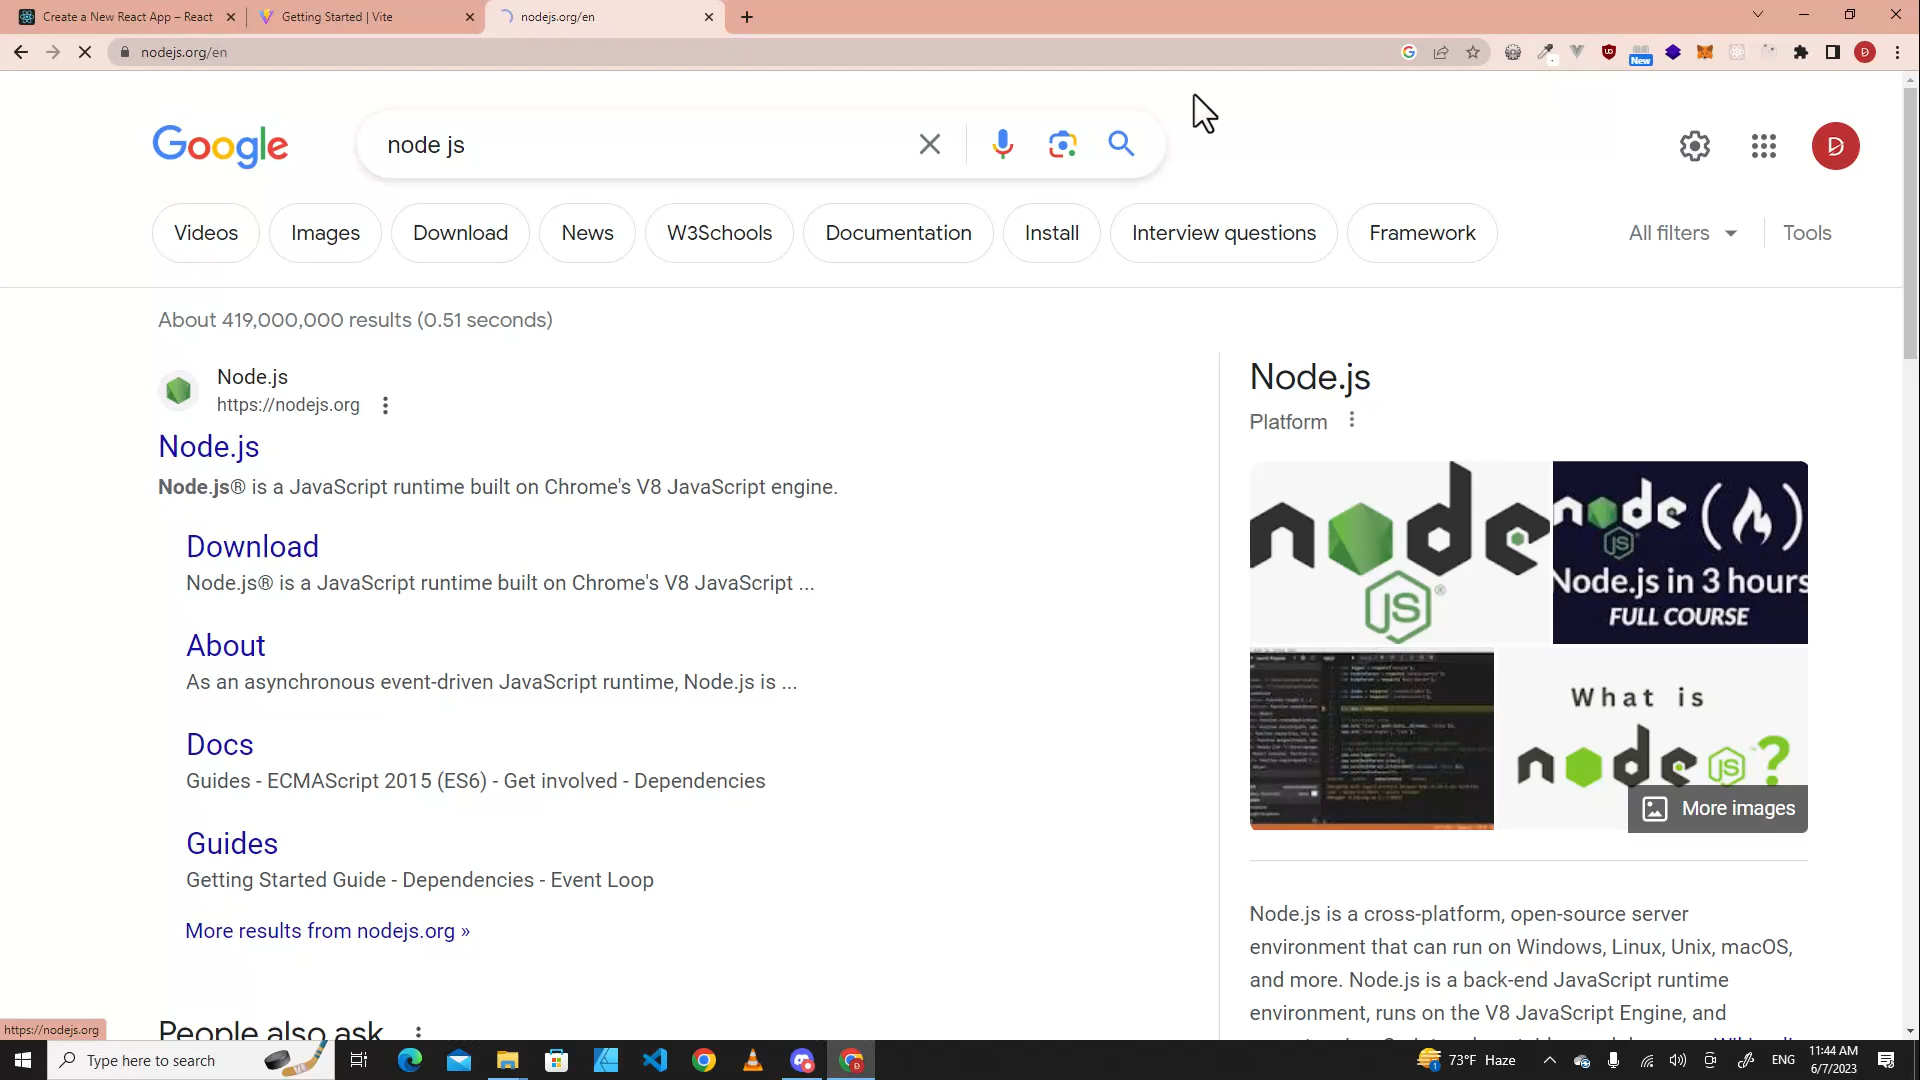 Create a New React App – React
Getting Started | Vite
nodejs.org/en
nodejs.org/en
New
D
Google
node js
D
Videos
Images
Download
News
W3Schools
Documentation
Install
Interview questions
Framework
All filters
Tools
About 419,000,000 results (0.51 seconds)
Node.js
https://nodejs.org
Node.js
Node.js® is a JavaScript runtime built on Chrome's V8 JavaScript engine.
Download
Node.js® is a JavaScript runtime built on Chrome's V8 JavaScript ...
About
As an asynchronous event-driven JavaScript runtime, Node.js is ...
Docs
Guides - ECMAScript 2015 (ES6) - Get involved - Dependencies
Guides
Getting Started Guide - Dependencies - Event Loop
More results from nodejs.org »
People also ask
Node.js
Platform
node
JS
node
JS
Node.js in 3 hours
FULL COURSE
What is
node JS ?
More images
Node.js is a cross-platform, open-source server
environment that can run on Windows, Linux, Unix, macOS,
and more. Node.js is a back-end JavaScript runtime
environment, runs on the V8 JavaScript Engine, and
https://nodejs.org
Type here to search
73°F Haze
ENG
11:44 AM
6/7/2023